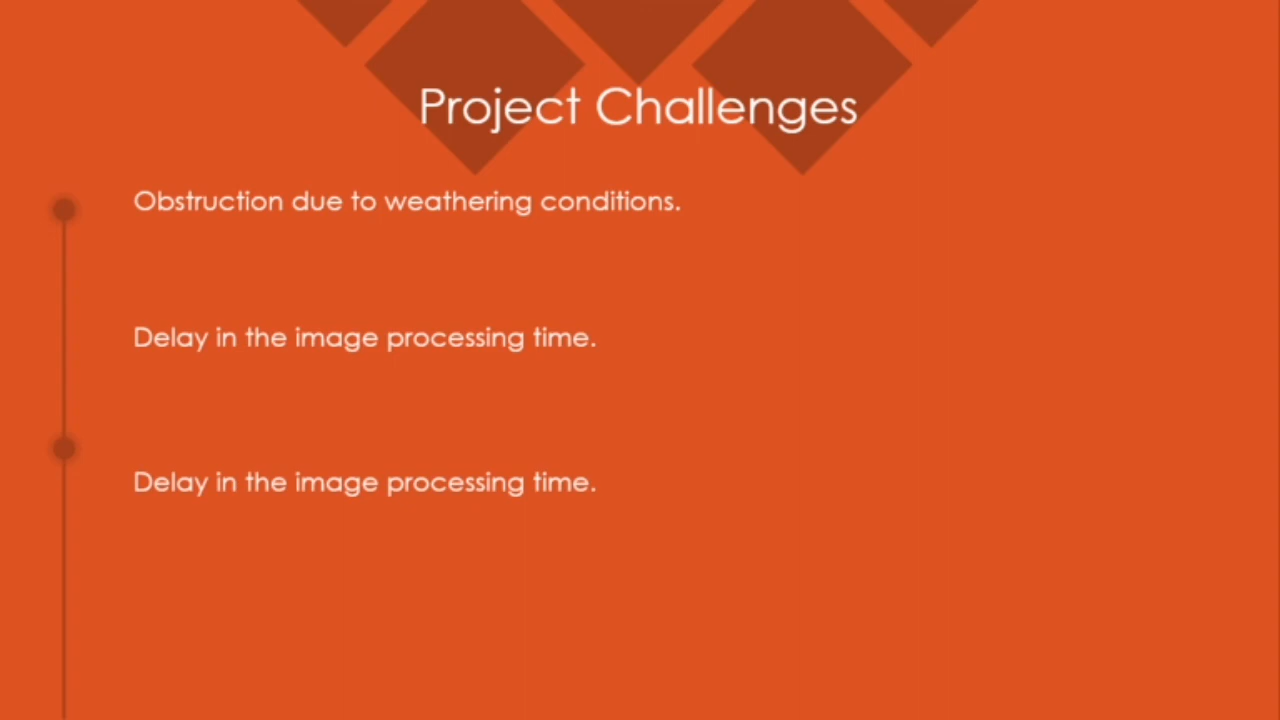 Project Challenges
Obstruction due to weathering conditions.
Delay in the image processing time.
Delay in the image processing time.